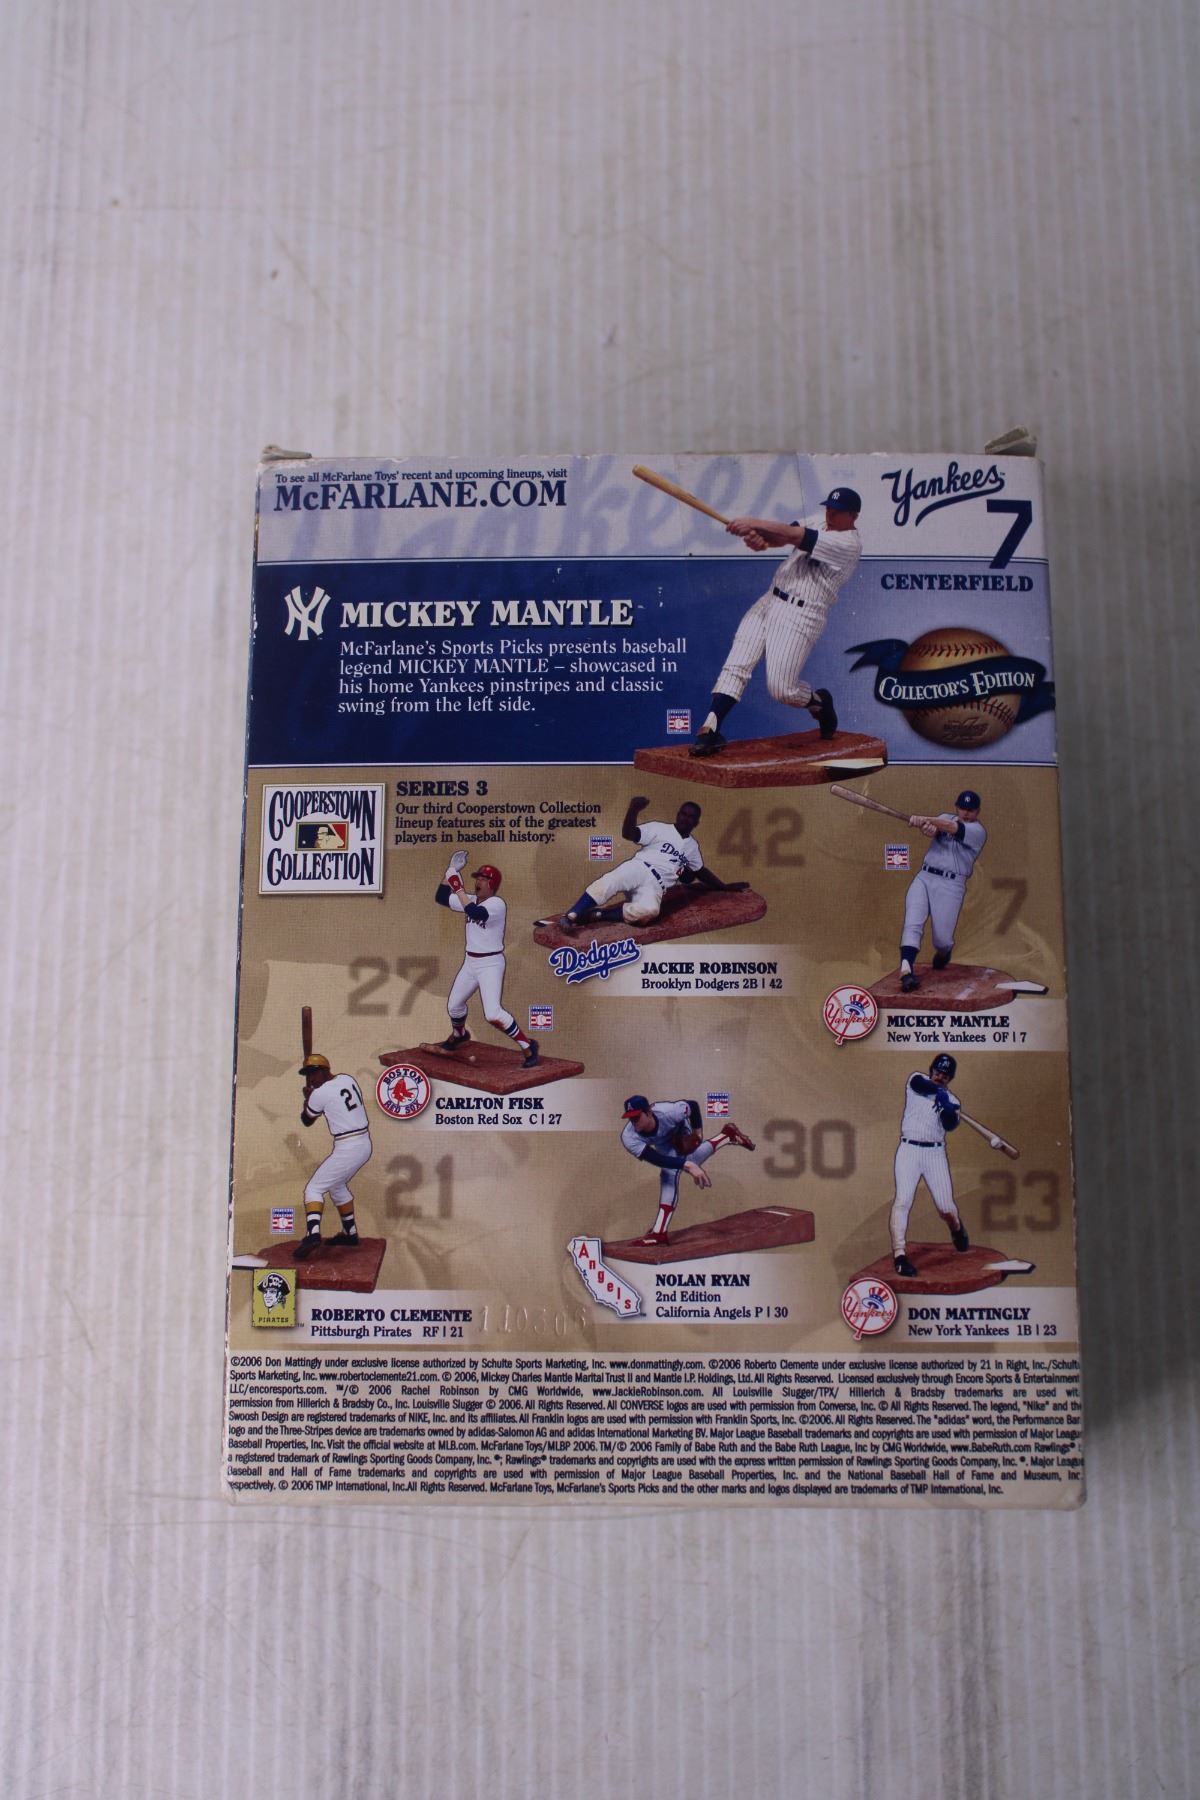 To see all McFarlane Toys' recent and upcoming lineups, visit
McFARLANE.COM
Yankees
7
CENTERFIELD
NY MICKEY MANTLE
McFarlane's Sports Picks presents baseball
legend MICKEY MANTLE – showcased in
his home Yankees pinstripes and classic
swing from the left side.
COLLECTOR'S EDITION
COOPERSTOWN
COLLECTION
SERIES 3
Our third Cooperstown Collection
lineup features six of the greatest
players in baseball history:
42
Dodgers
JACKIE ROBINSON
Brooklyn Dodgers 2B | 42
7
Yankees
MICKEY MANTLE
New York Yankees OF | 7
27
BOSTON
RED SOX
CARLTON FISK
Boston Red Sox C | 27
21
21
PIRATES
ROBERTO CLEMENTE
Pittsburgh Pirates RF | 21
30
Angels
NOLAN RYAN
2nd Edition
California Angels P | 30
23
Yankees
DON MATTINGLY
New York Yankees 1B | 23
©2006 Don Mattingly under exclusive license authorized by Schulte Sports Marketing, Inc. www.donmattingly.com. ©2006 Roberto Clemente under exclusive license authorized by 21 in Right, Inc./Schult
Sports Marketing, Inc. www.robertoclemente21.com. © 2006, Mickey Charles Mantle Marital Trust II and Mantle I.P. Holdings, Ltd. All Rights Reserved. Licensed exclusively through Encore Sports & Entertainment
LLC/encoresports.com. ™/© 2006 Rachel Robinson by CMG Worldwide, www.JackieRobinson.com. All Louisville Slugger/TPX/ Hillerich & Bradsby trademarks are used wit
permission from Hillerich & Bradsby Co., Inc. Louisville Slugger © 2006. All Rights Reserved. All CONVERSE logos are used with permission from Converse, Inc. © All Rights Reserved. The legend, "Nike" and the
Swoosh Design are registered trademarks of NIKE, Inc. and its affiliates. All Franklin logos are used with permission with Franklin Sports, Inc. ©2006. All Rights Reserved. The "adidas" word, the Performance Bar
logo and the Three-Stripes device are trademarks owned by adidas-Salomon AG and adidas International Marketing BV. Major League Baseball trademarks and copyrights are used with permission of Major Leagu
Baseball Properties, Inc. Visit the official website at MLB.com. McFarlane Toys/MLBP 2006. TM/© 2006 Family of Babe Ruth and the Babe Ruth League, Inc by CMG Worldwide, www.BabeRuth.com Rawlings®
a registered trademark of Rawlings Sporting Goods Company, Inc. ®; Rawlings® trademarks and copyrights are used with the express written permission of Rawlings Sporting Goods Company, Inc. ®. Major League
Baseball and Hall of Fame trademarks and copyrights are used with permission of Major League Baseball Properties, Inc. and the National Baseball Hall of Fame and Museum, Inc
respectively. © 2006 TMP International, Inc.All Rights Reserved. McFarlane Toys, McFarlane's Sports Picks and the other marks and logos displayed are trademarks of TMP International, Inc.